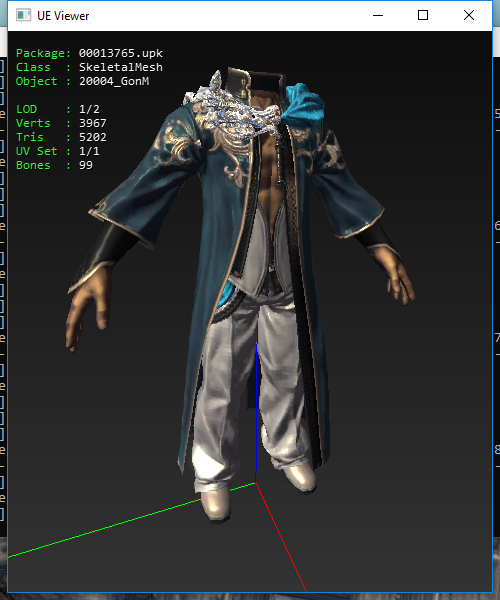 UE Viewer
Package: 00013765.upk
Class : SkeletalMesh
Object : 20004_GonM
LOD : 1/2
Verts : 3967
Tris : 5202
UV Set : 1/1
Bones : 99